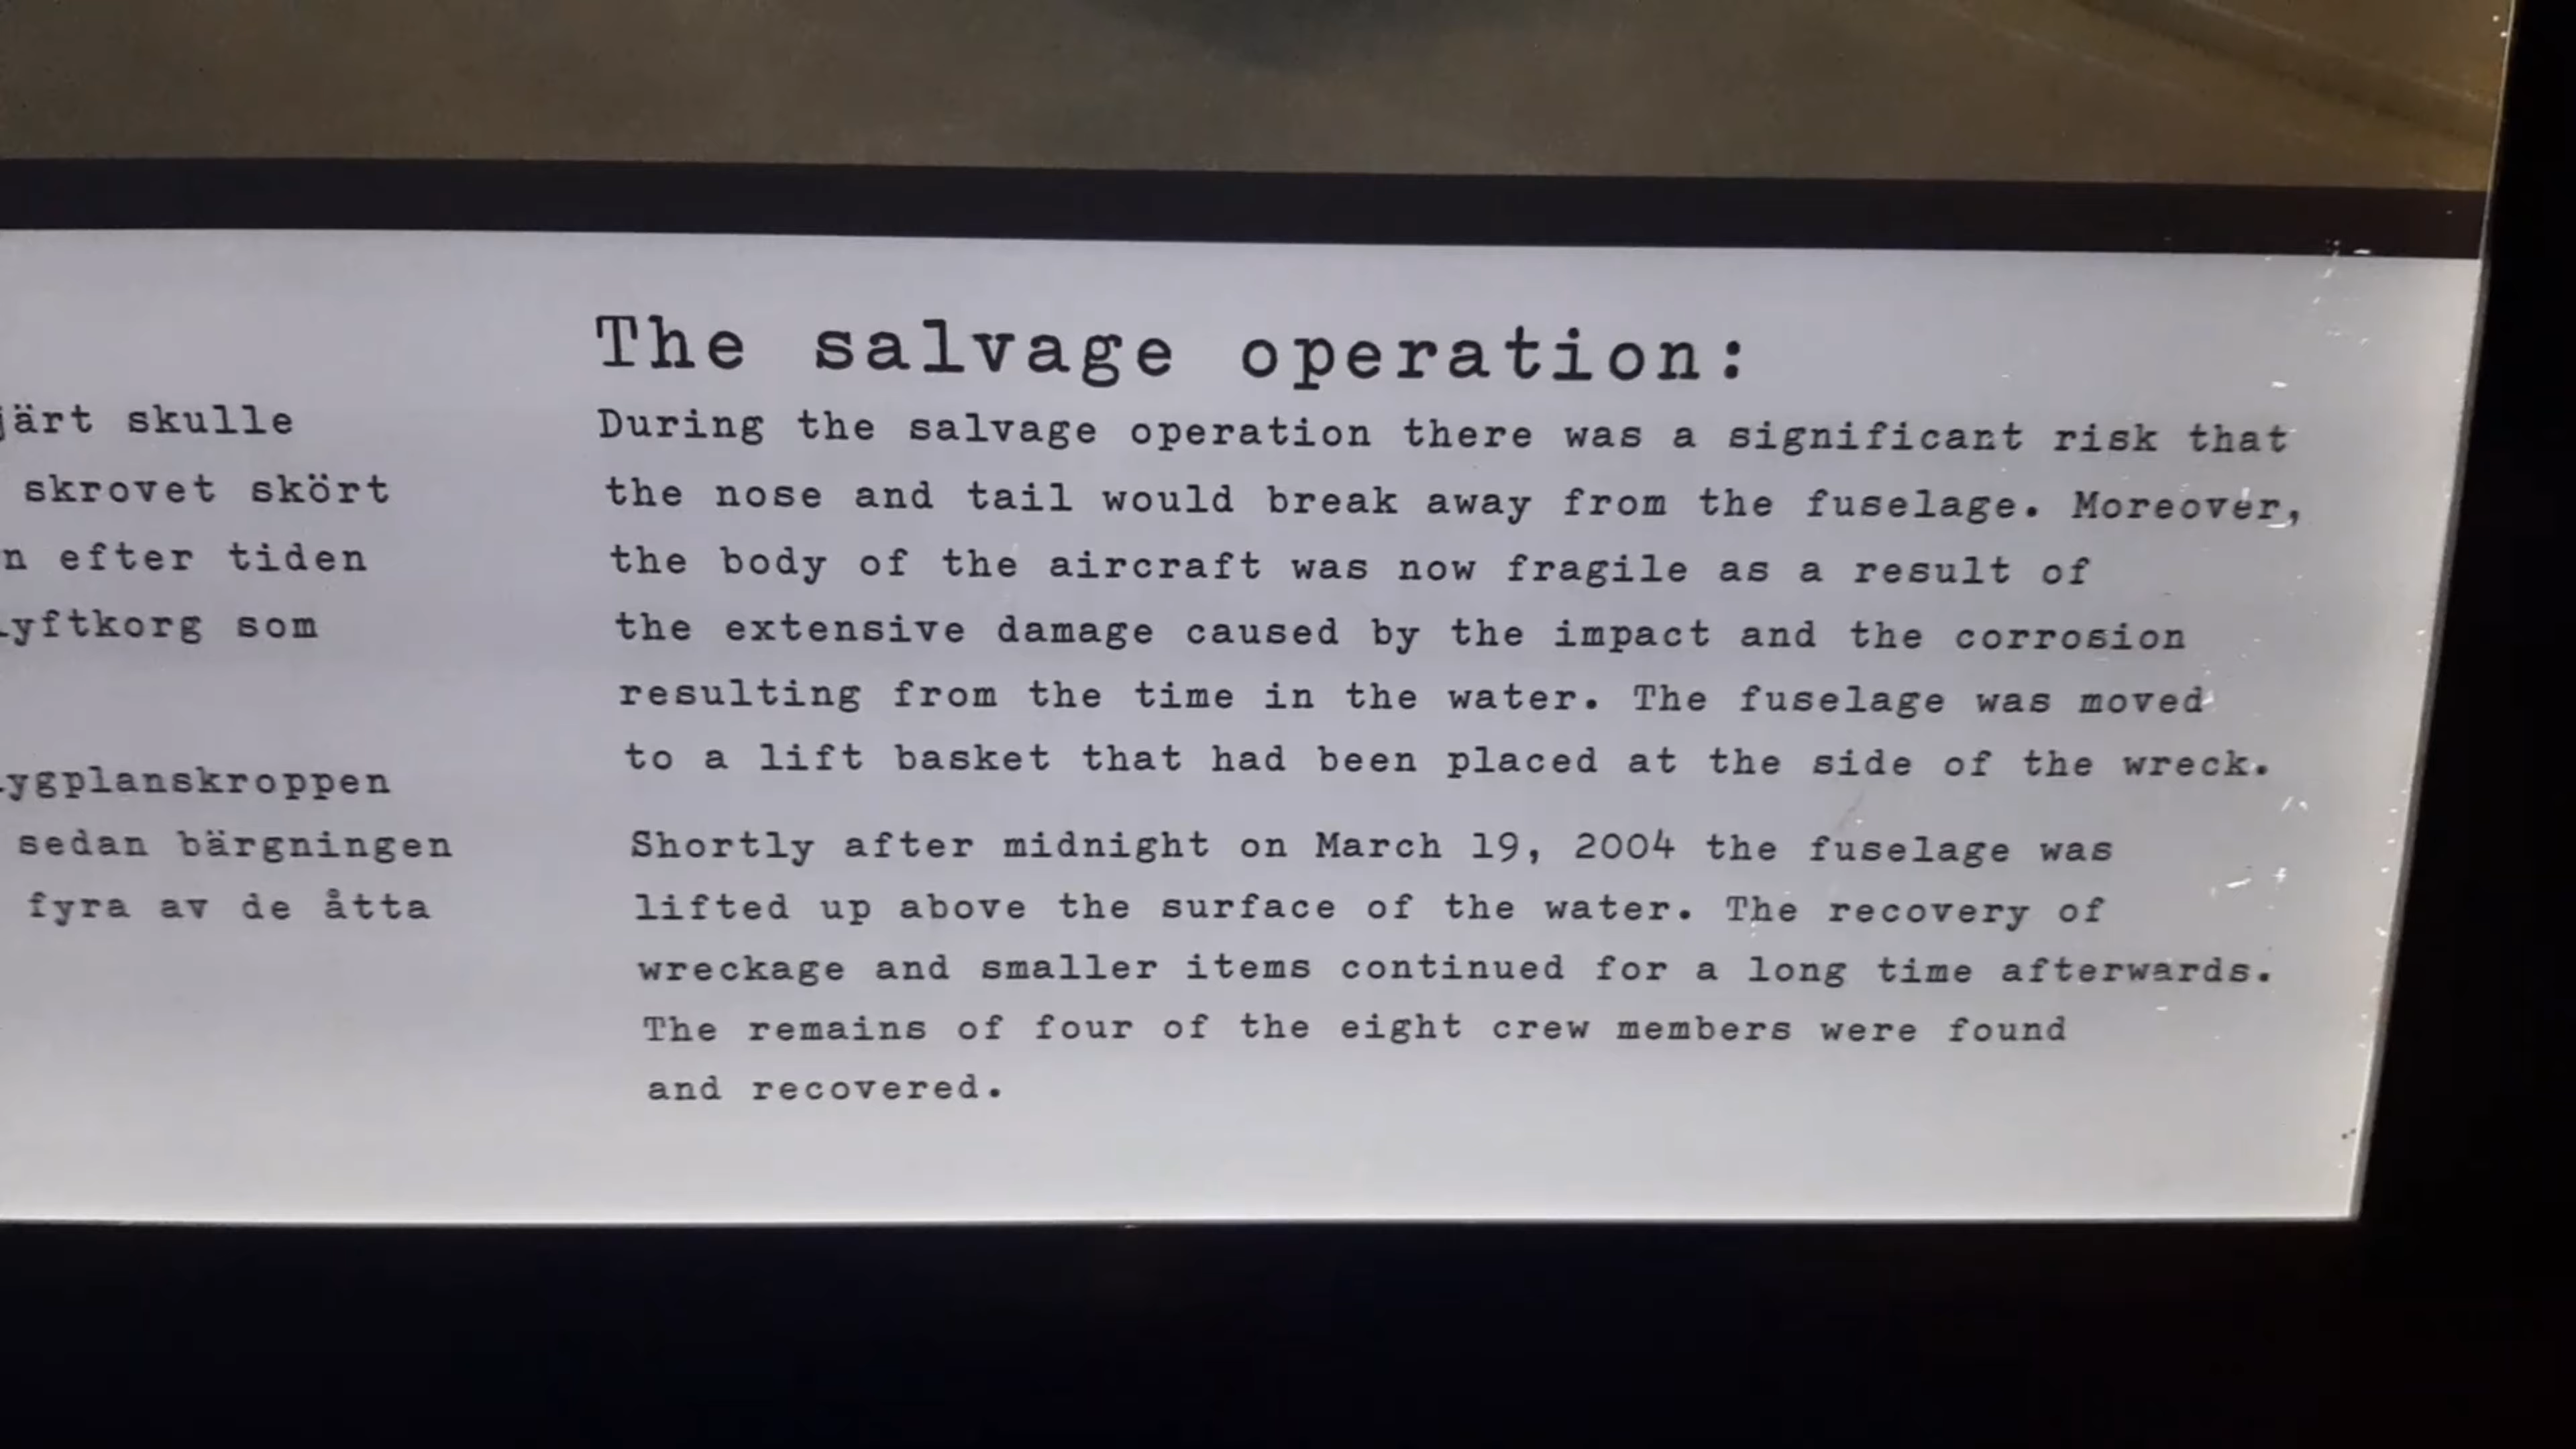 järt skulle
skrovet skört
n efter tiden
lyftkorg som
ygplanskroppen
sedan bärgningen
fyra av de åtta
The salvage operation:
During the salvage operation there was a significant risk that
the nose and tail would break away from the fuselage. Moreover,
the body of the aircraft was now fragile as a result of
the extensive damage caused by the impact and the corrosion
resulting from the time in the water. The fuselage was moved
to a lift basket that had been placed at the side of the wreck.
Shortly after midnight on March 19, 2004 the fuselage was
lifted up above the surface of the water. The recovery of
wreckage and smaller items continued for a long time afterwards.
The remains of four of the eight crew members were found
and recovered.